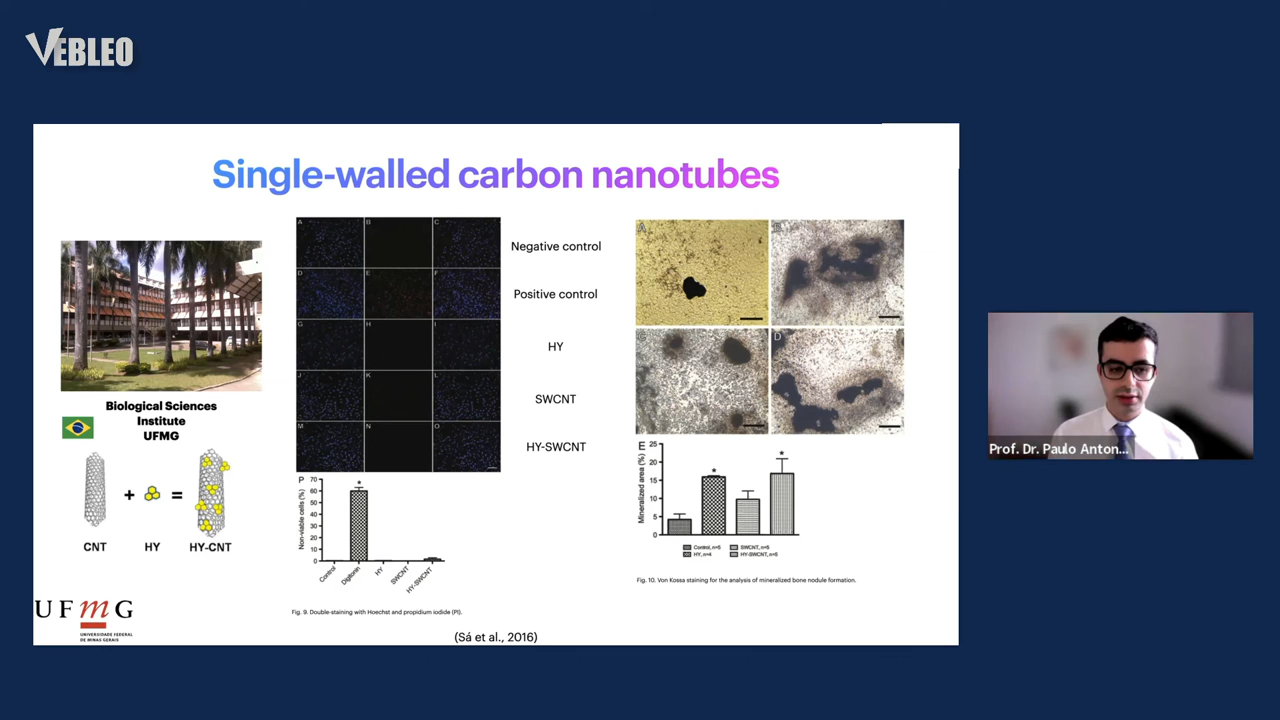 VEBLEO
Single-walled carbon nanotubes
Biological Sciences
Institute
UFMG
CNT
+
HY
=
HY-CNT
UFmG
UNIVERSIDADE FEDERAL
DE MINAS GERAIS
A
B
C
D
E
F
G
H
I
J
K
L
M
N
O
Negative control
Positive control
HY
SWCNT
HY-SWCNT
P
Non-viable cells (%)
70
60
50
40
30
20
10
0
*
Control
Digitonin
HY
SWCNT
HY-SWCNT
Fig. 9. Double-staining with Hoechst and propidium iodide (PI).
(Sá et al., 2016)
A
B
C
D
E
Mineralized area (%)
25
20
15
10
5
0
*
*
Control, n=5
SWCNT, n=5
HY, n=4
HY-SWCNT, n=5
Fig. 10. Von Kossa staining for the analysis of mineralized bone nodule formation.
Prof. Dr. Paulo Anton...